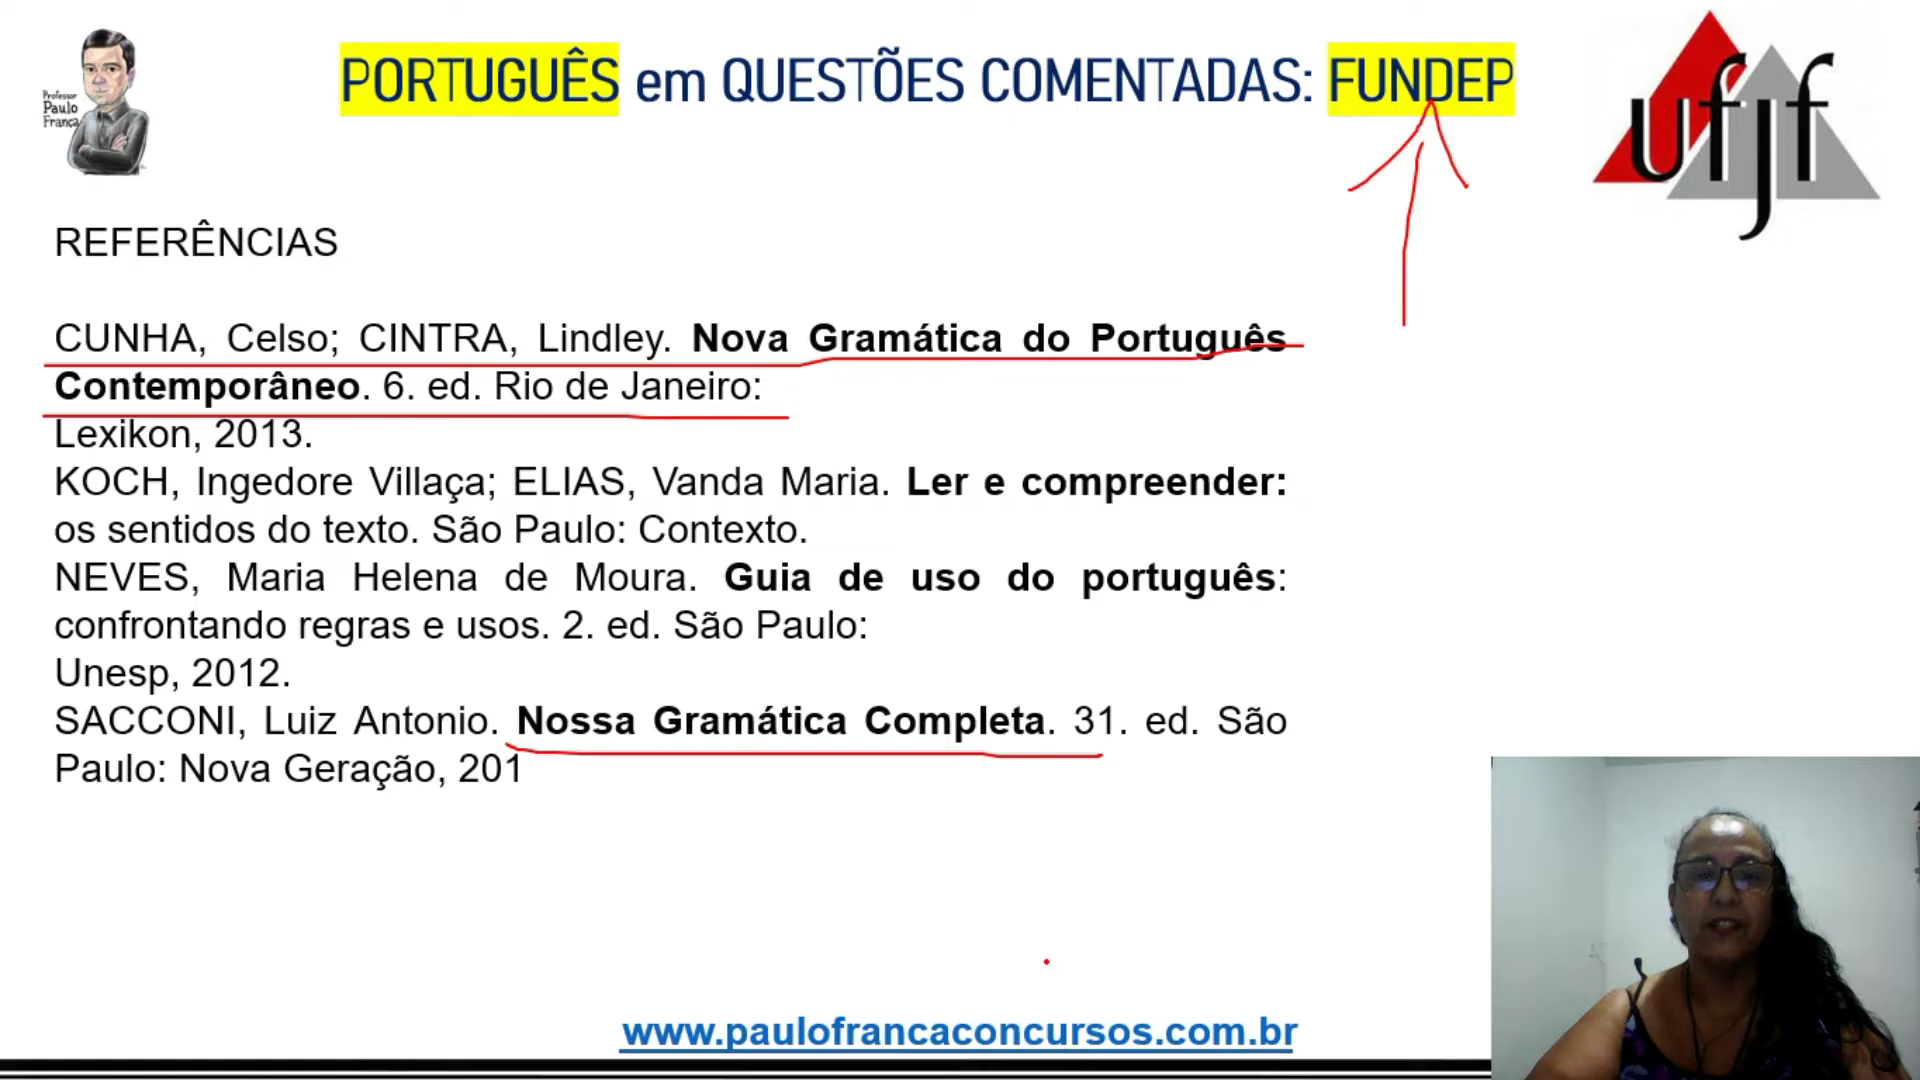 Professor
Paulo
França
PORTUGUÊS em QUESTÕES COMENTADAS: FUNDEP
ufjf
REFERÊNCIAS
CUNHA, Celso; CINTRA, Lindley. Nova Gramática do Português
Contemporâneo. 6. ed. Rio de Janeiro:
Lexikon, 2013.
KOCH, Ingedore Villaça; ELIAS, Vanda Maria. Ler e compreender:
os sentidos do texto. São Paulo: Contexto.
NEVES, Maria Helena de Moura. Guia de uso do português:
confrontando regras e usos. 2. ed. São Paulo:
Unesp, 2012.
SACCONI, Luiz Antonio. Nossa Gramática Completa. 31. ed. São
Paulo: Nova Geração, 201
www.paulofrancaconcursos.com.br